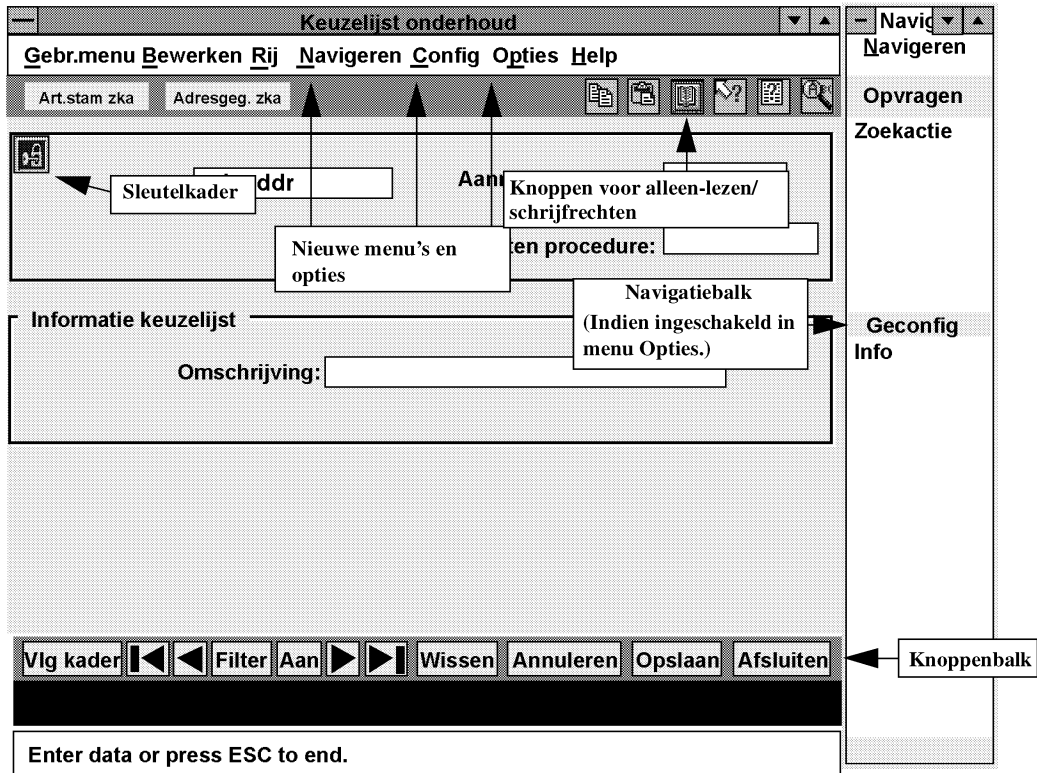 Keuzelijst onderhoud
Navig
Gebr.menu Bewerken Rij Navigeren Config Opties Help
Navigeren
Art.stam zka
Adresgeg. zka
Opvragen
Zoekactie
Sleutelkader
Knoppen voor alleen-lezen/
schrijfrechten
Nieuwe menu's en
opties
procedure:
Navigatiebalk
(Indien ingeschakeld in
menu Opties.)
Informatie keuzelijst
Geconfig
Info
Omschrijving:
Vlg kader Filter Aan Wissen Annuleren Opslaan Afsluiten
Knoppenbalk
Enter data or press ESC to end.